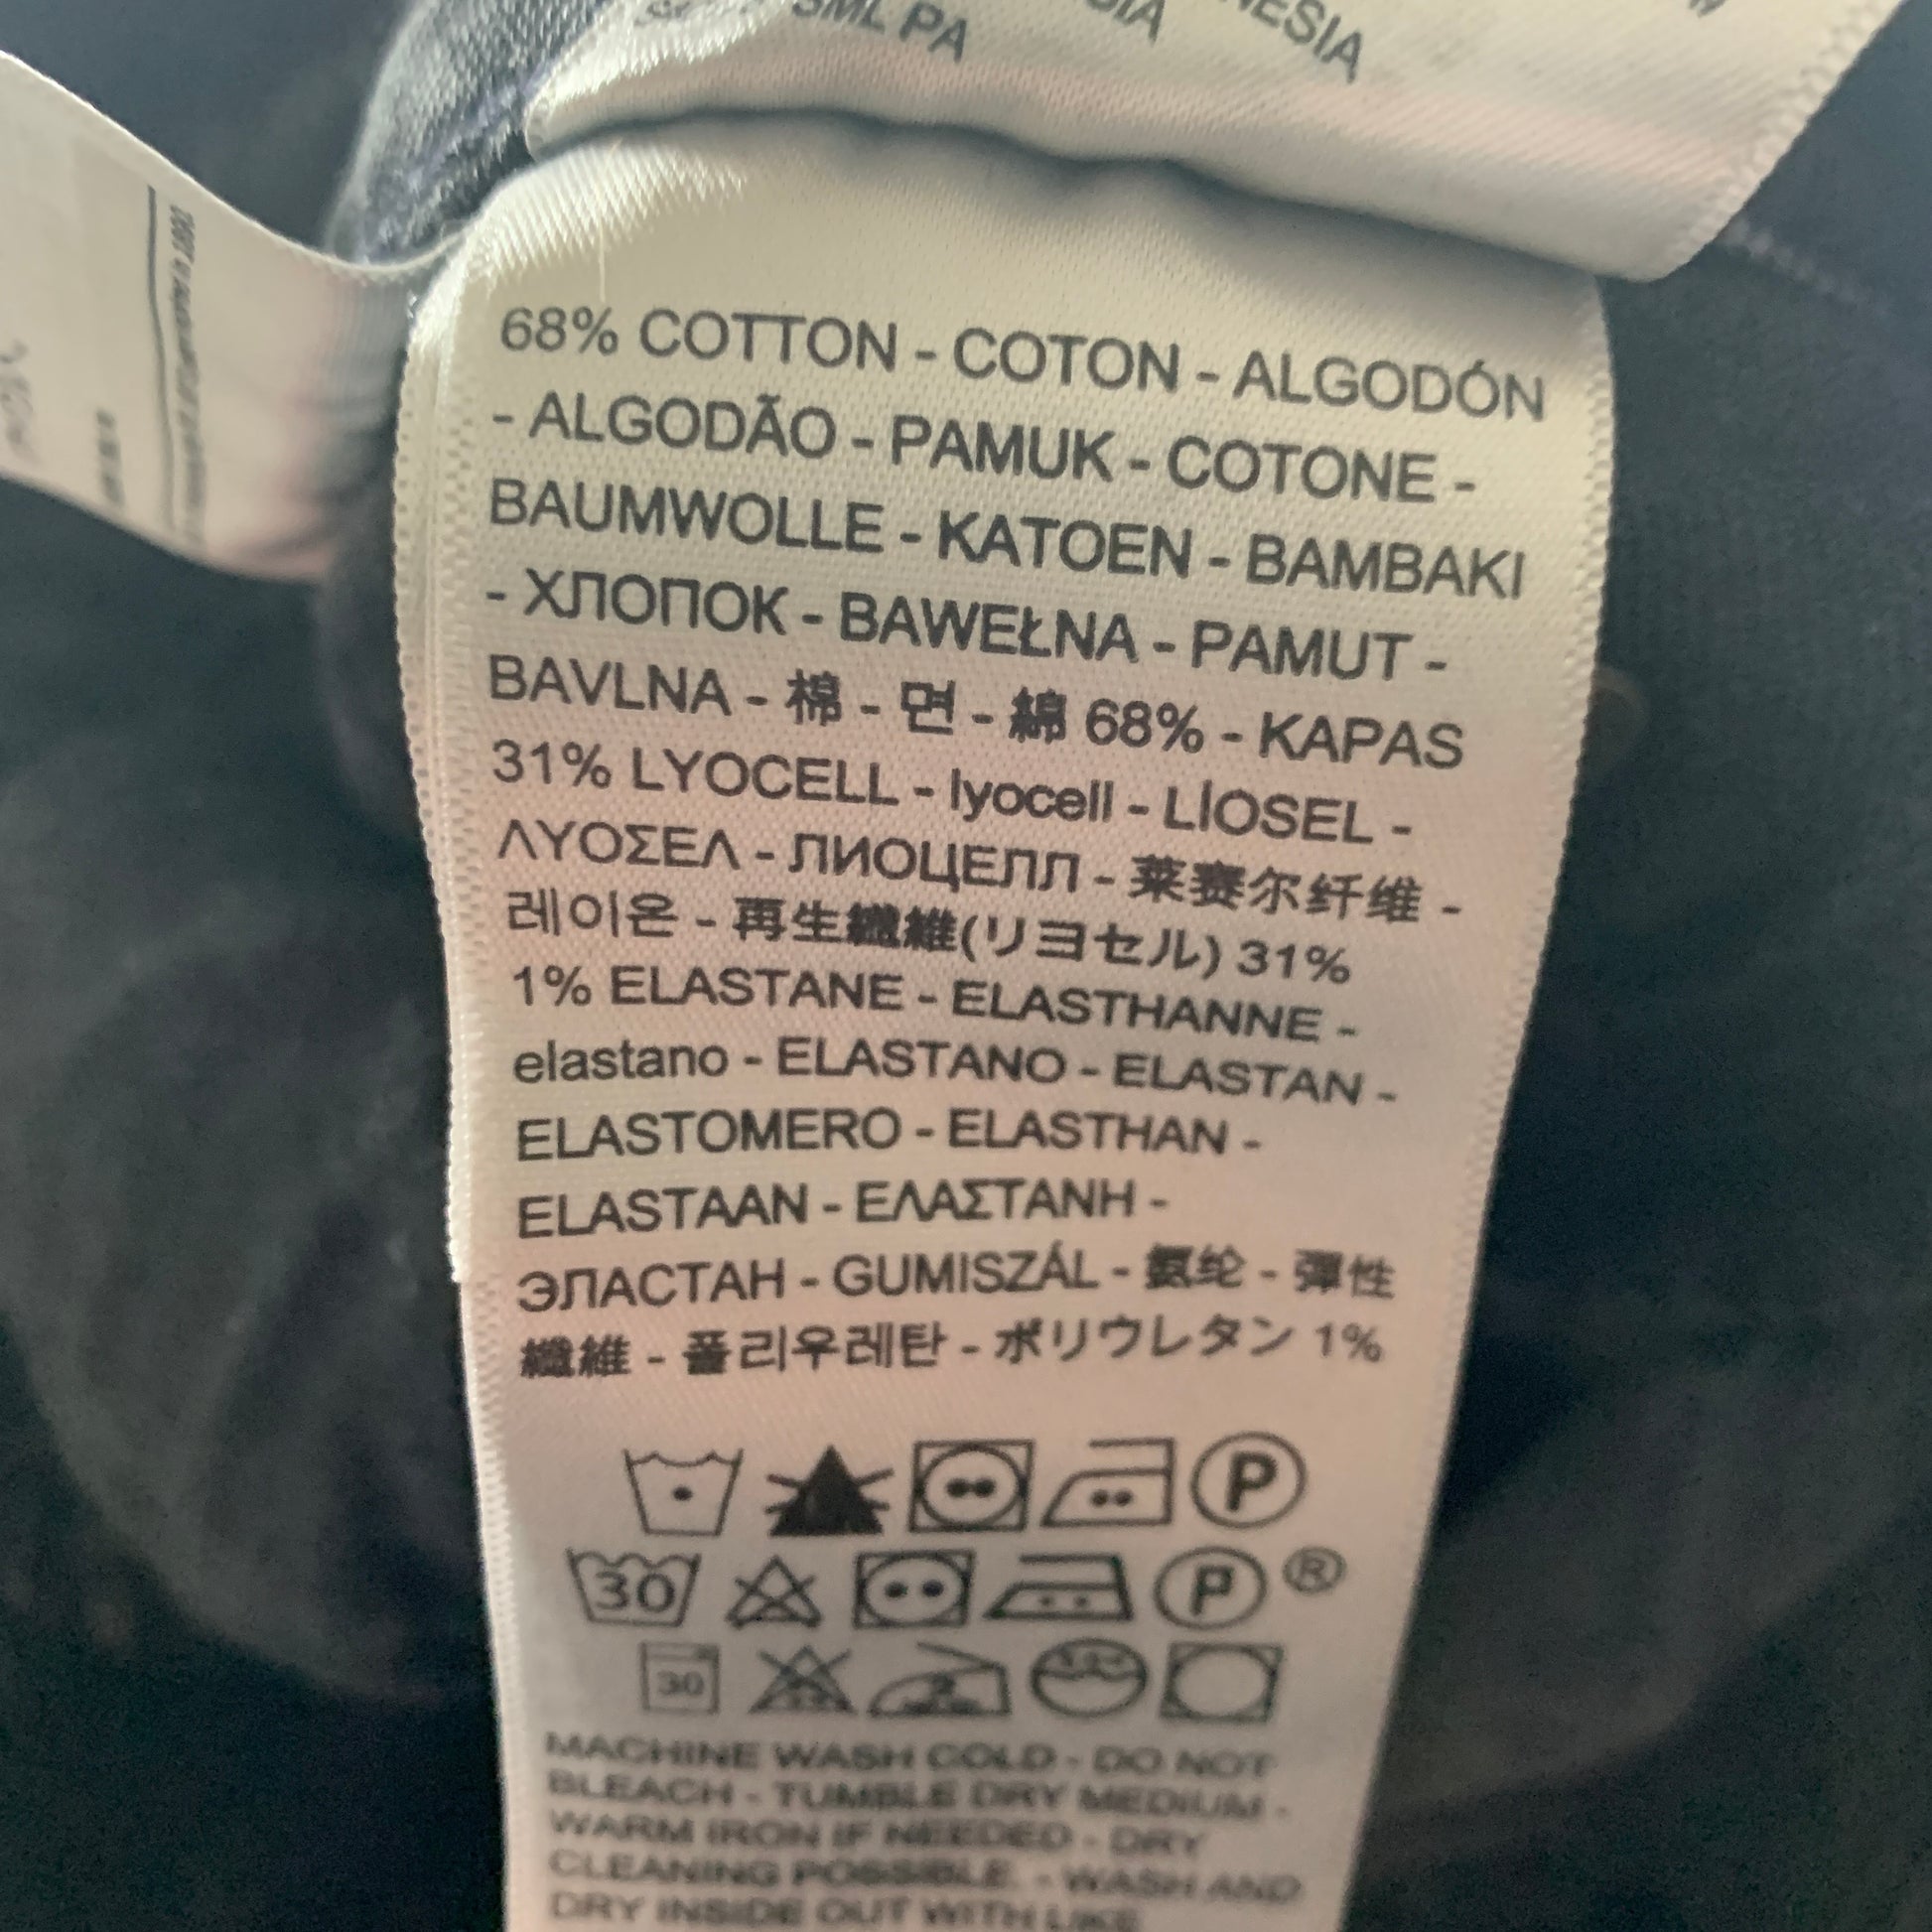 SML PA
68% COTTON - COTON - ALGODÓN
- ALGODÃO - PAMUK - COTONE -
BAUMWOLLE - KATOEN - BAMBAKI
- ХЛОПОК - BAWEŁNA - PAMUT -
BAVLNA - 棉 - 면 - 綿 68% - KAPAS
31% LYOCELL - lyocell - LİOSEL -
ΛΥΟΣΕΛ - ЛИОЦЕЛЛ - 莱赛尔纤维 -
레이온 - 再生繊維(リヨセル) 31%
1% ELASTANE - ELASTHANNE -
elastano - ELASTANO - ELASTAN -
ELASTOMERO - ELASTHAN -
ELASTAAN - ΕΛΑΣΤΑΝΗ -
ЭЛАСТАН - GUMISZÁL - 氨纶 - 彈性
纖維 - 폴리우레탄 - ポリウレタン 1%
P
30 P ®
30 2
MACHINE WASH COLD - DO NOT
BLEACH - TUMBLE DRY MEDIUM -
WARM IRON IF NEEDED - DRY
CLEANING POSSIBLE. - WASH AND
DRY INSIDE OUT WITH LIKE